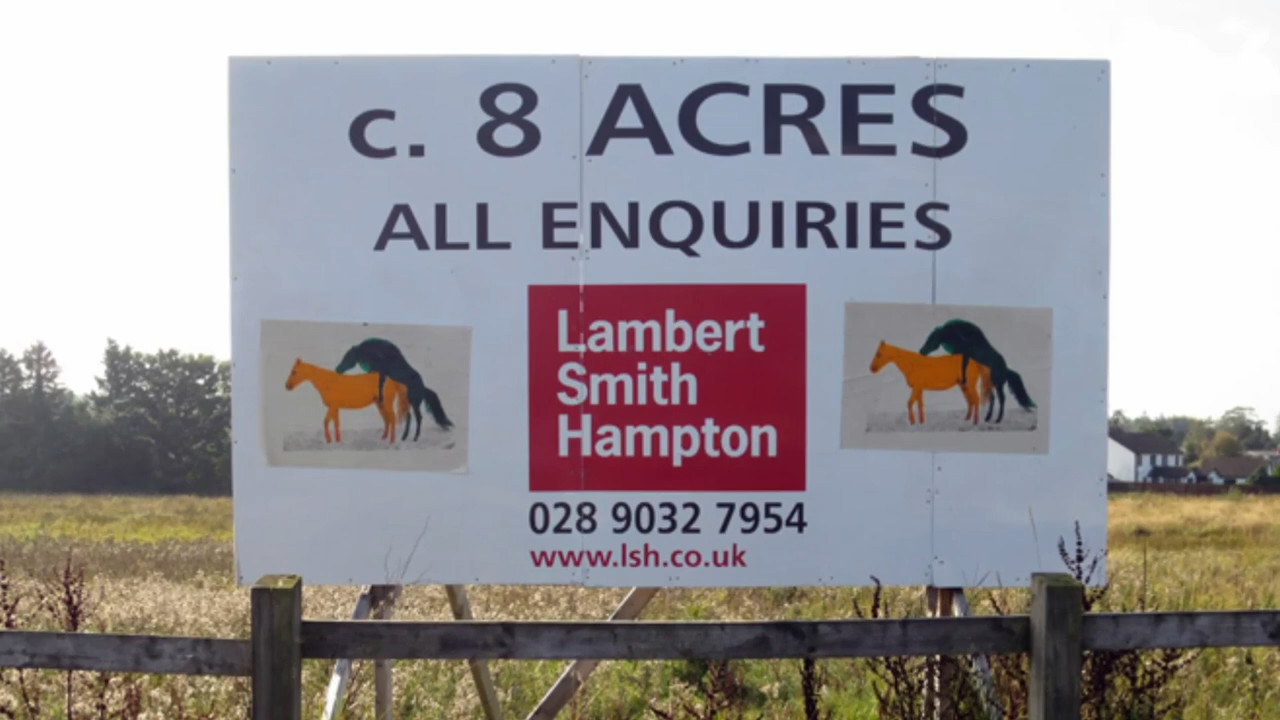 c. 8 ACRES
ALL ENQUIRIES
Lambert
Smith
Hampton
028 9032 7954
www.lsh.co.uk